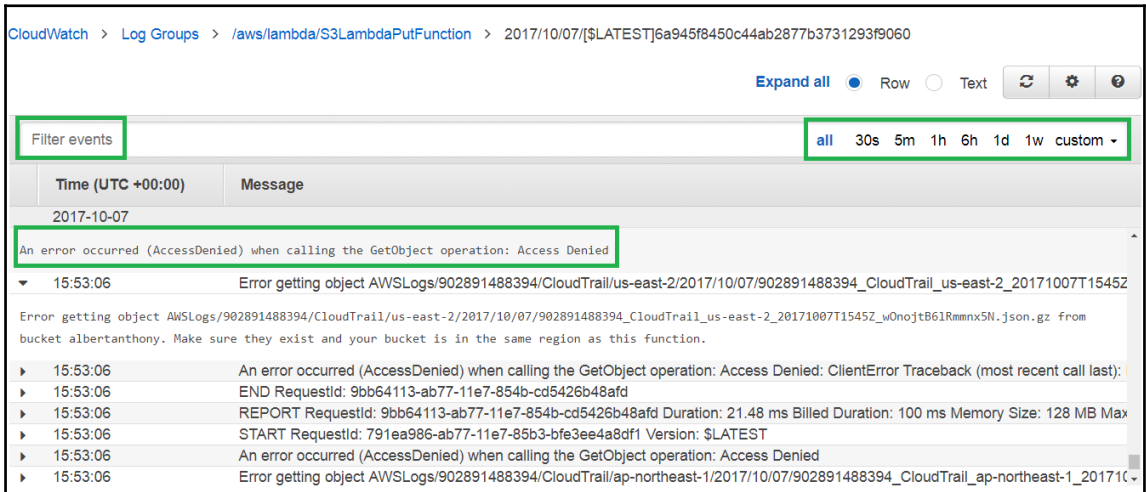 CloudWatch > Log Groups > /aws/lambda/S3LambdaPutFunction > 2017/10/07/[$LATEST]6a945f8450c44ab2877b3731293f9060
Expand all Row Text
Filter events all 30s 5m 1h 6h 1d 1w custom
Time (UTC +00:00) Message
2017-10-07
An error occurred (AccessDenied) when calling the GetObject operation: Access Denied
15:53:06 Error getting object AWSLogs/902891488394/CloudTrail/us-east-2/2017/10/07/902891488394_CloudTrail_us-east-2_20171007T1545Z
Error getting object AWSLogs/902891488394/CloudTrail/us-east-2/2017/10/07/902891488394_CloudTrail_us-east-2_20171007T1545Z_wOnojtB6lRmmnx5N.json.gz from
bucket albertanthony. Make sure they exist and your bucket is in the same region as this function.
15:53:06 An error occurred (AccessDenied) when calling the GetObject operation: Access Denied: ClientError Traceback (most recent call last):
15:53:06 END RequestId: 9bb64113-ab77-11e7-854b-cd5426b48afd
15:53:06 REPORT RequestId: 9bb64113-ab77-11e7-854b-cd5426b48afd Duration: 21.48 ms Billed Duration: 100 ms Memory Size: 128 MB Max
15:53:06 START RequestId: 791ea986-ab77-11e7-85b3-bfe3ee4a8df1 Version: $LATEST
15:53:06 An error occurred (AccessDenied) when calling the GetObject operation: Access Denied
15:53:06 Error getting object AWSLogs/902891488394/CloudTrail/ap-northeast-1/2017/10/07/902891488394_CloudTrail_ap-northeast-1_20171